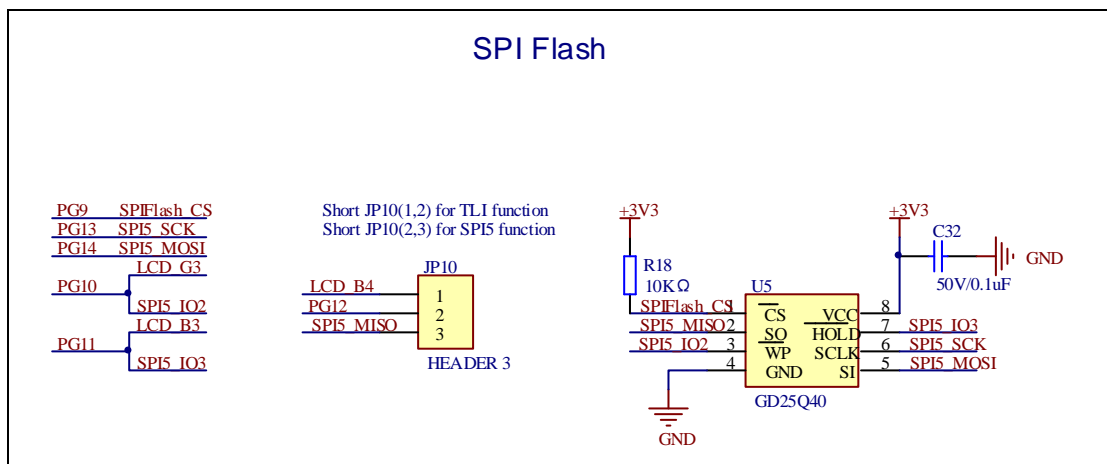 SPI Flash
PG9 SPIFlash_CS
PG13 SPI5_SCK
PG14 SPI5_MOSI
LCD_G3
PG10
SPI5_IO2
LCD_B3
PG11
SPI5_IO3
Short JP10(1,2) for TLI function
Short JP10(2,3) for SPI5 function
JP10
LCD_B4 1
PG12 2
SPI5_MISO 3
HEADER 3
+3V3
R18
10KΩ
+3V3
C32
GND
50V/0.1uF
U5
SPIFlash_CS 1 CS VCC 8
SPI5_MISO 2 SO HOLD 7 SPI5_IO3
SPI5_IO2 3 WP SCLK 6 SPI5_SCK
4 GND SI 5 SPI5_MOSI
GD25Q40
GND